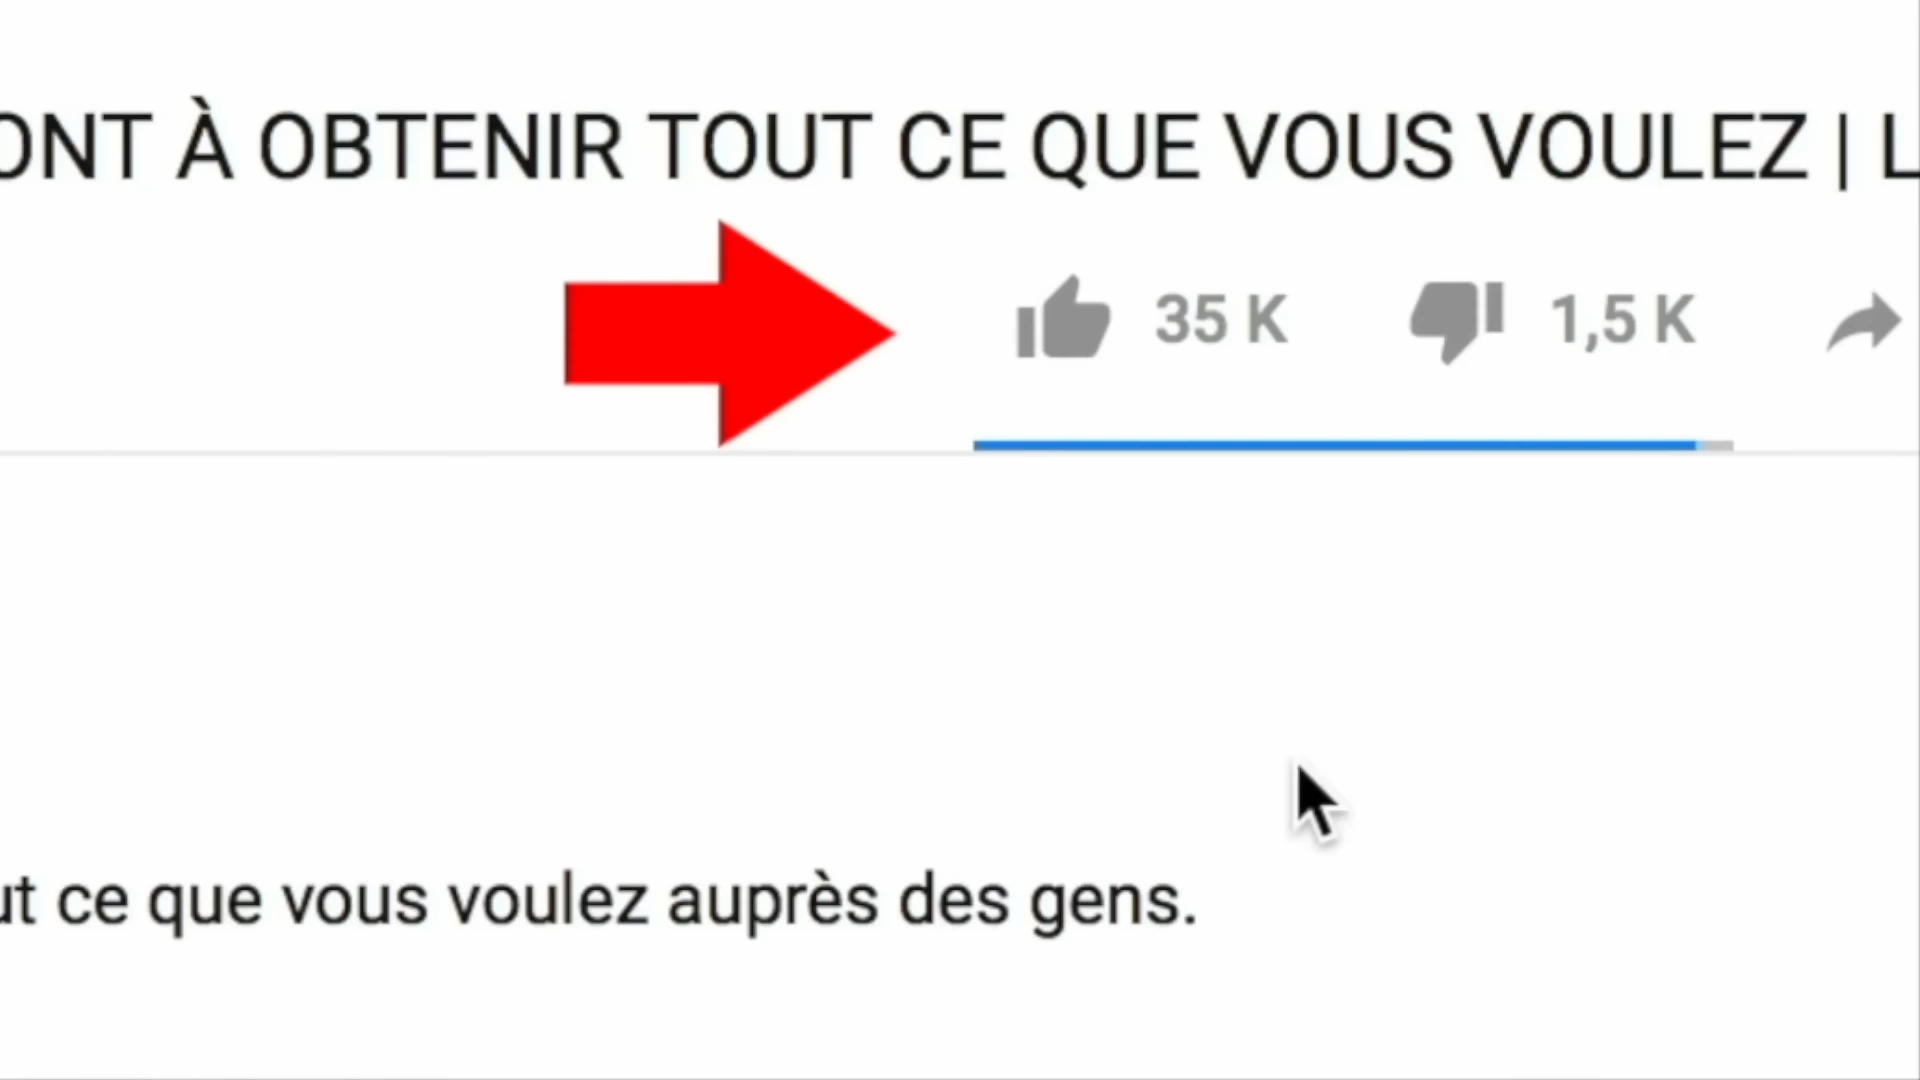 ONT À OBTENIR TOUT CE QUE VOUS VOULEZ | L
35 K 1,5 K
ut ce que vous voulez auprès des gens.